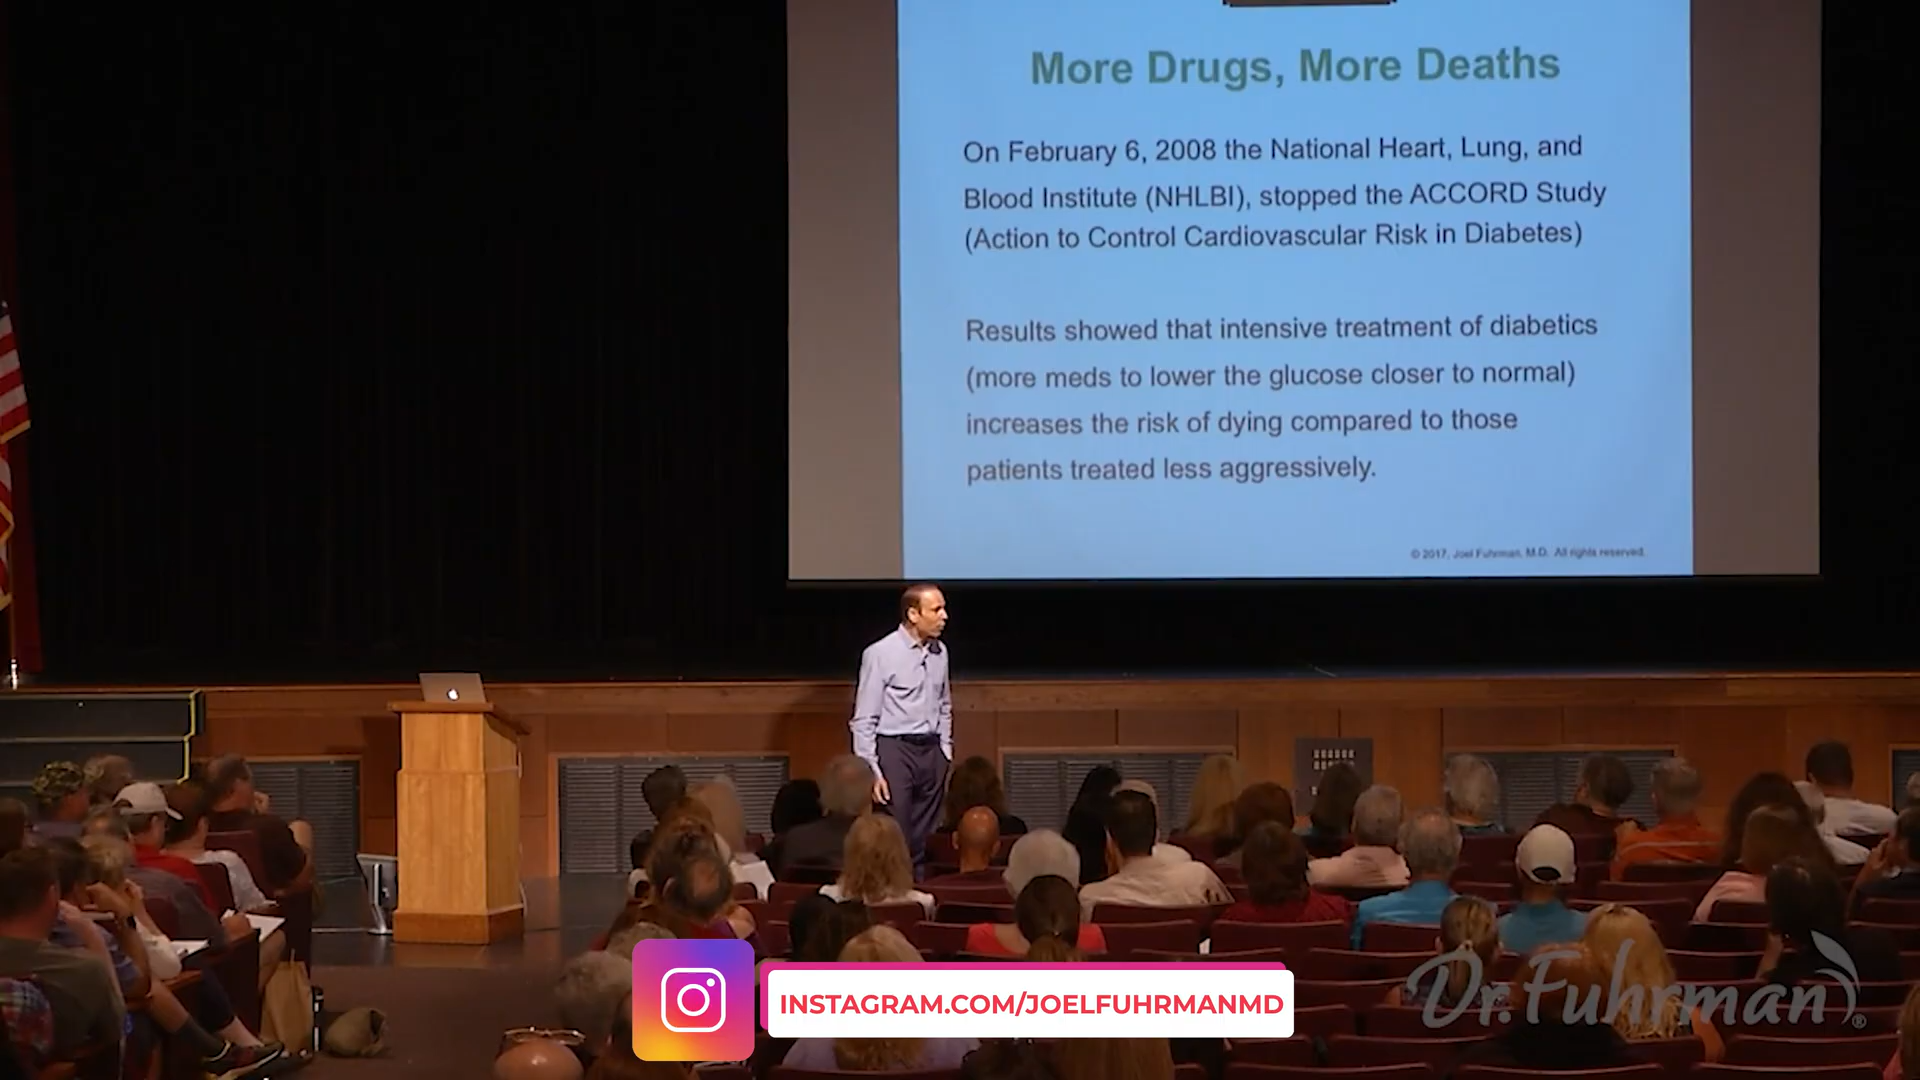 More Drugs, More Deaths
On February 6, 2008 the National Heart, Lung, and
Blood Institute (NHLBI), stopped the ACCORD Study
(Action to Control Cardiovascular Risk in Diabetes)
Results showed that intensive treatment of diabetics
(more meds to lower the glucose closer to normal)
increases the risk of dying compared to those
patients treated less aggressively.
© 2017, Joel Fuhrman, M.D. All rights reserved.
INSTAGRAM.COM/JOELFUHRMANMD
Dr. Fuhrman®